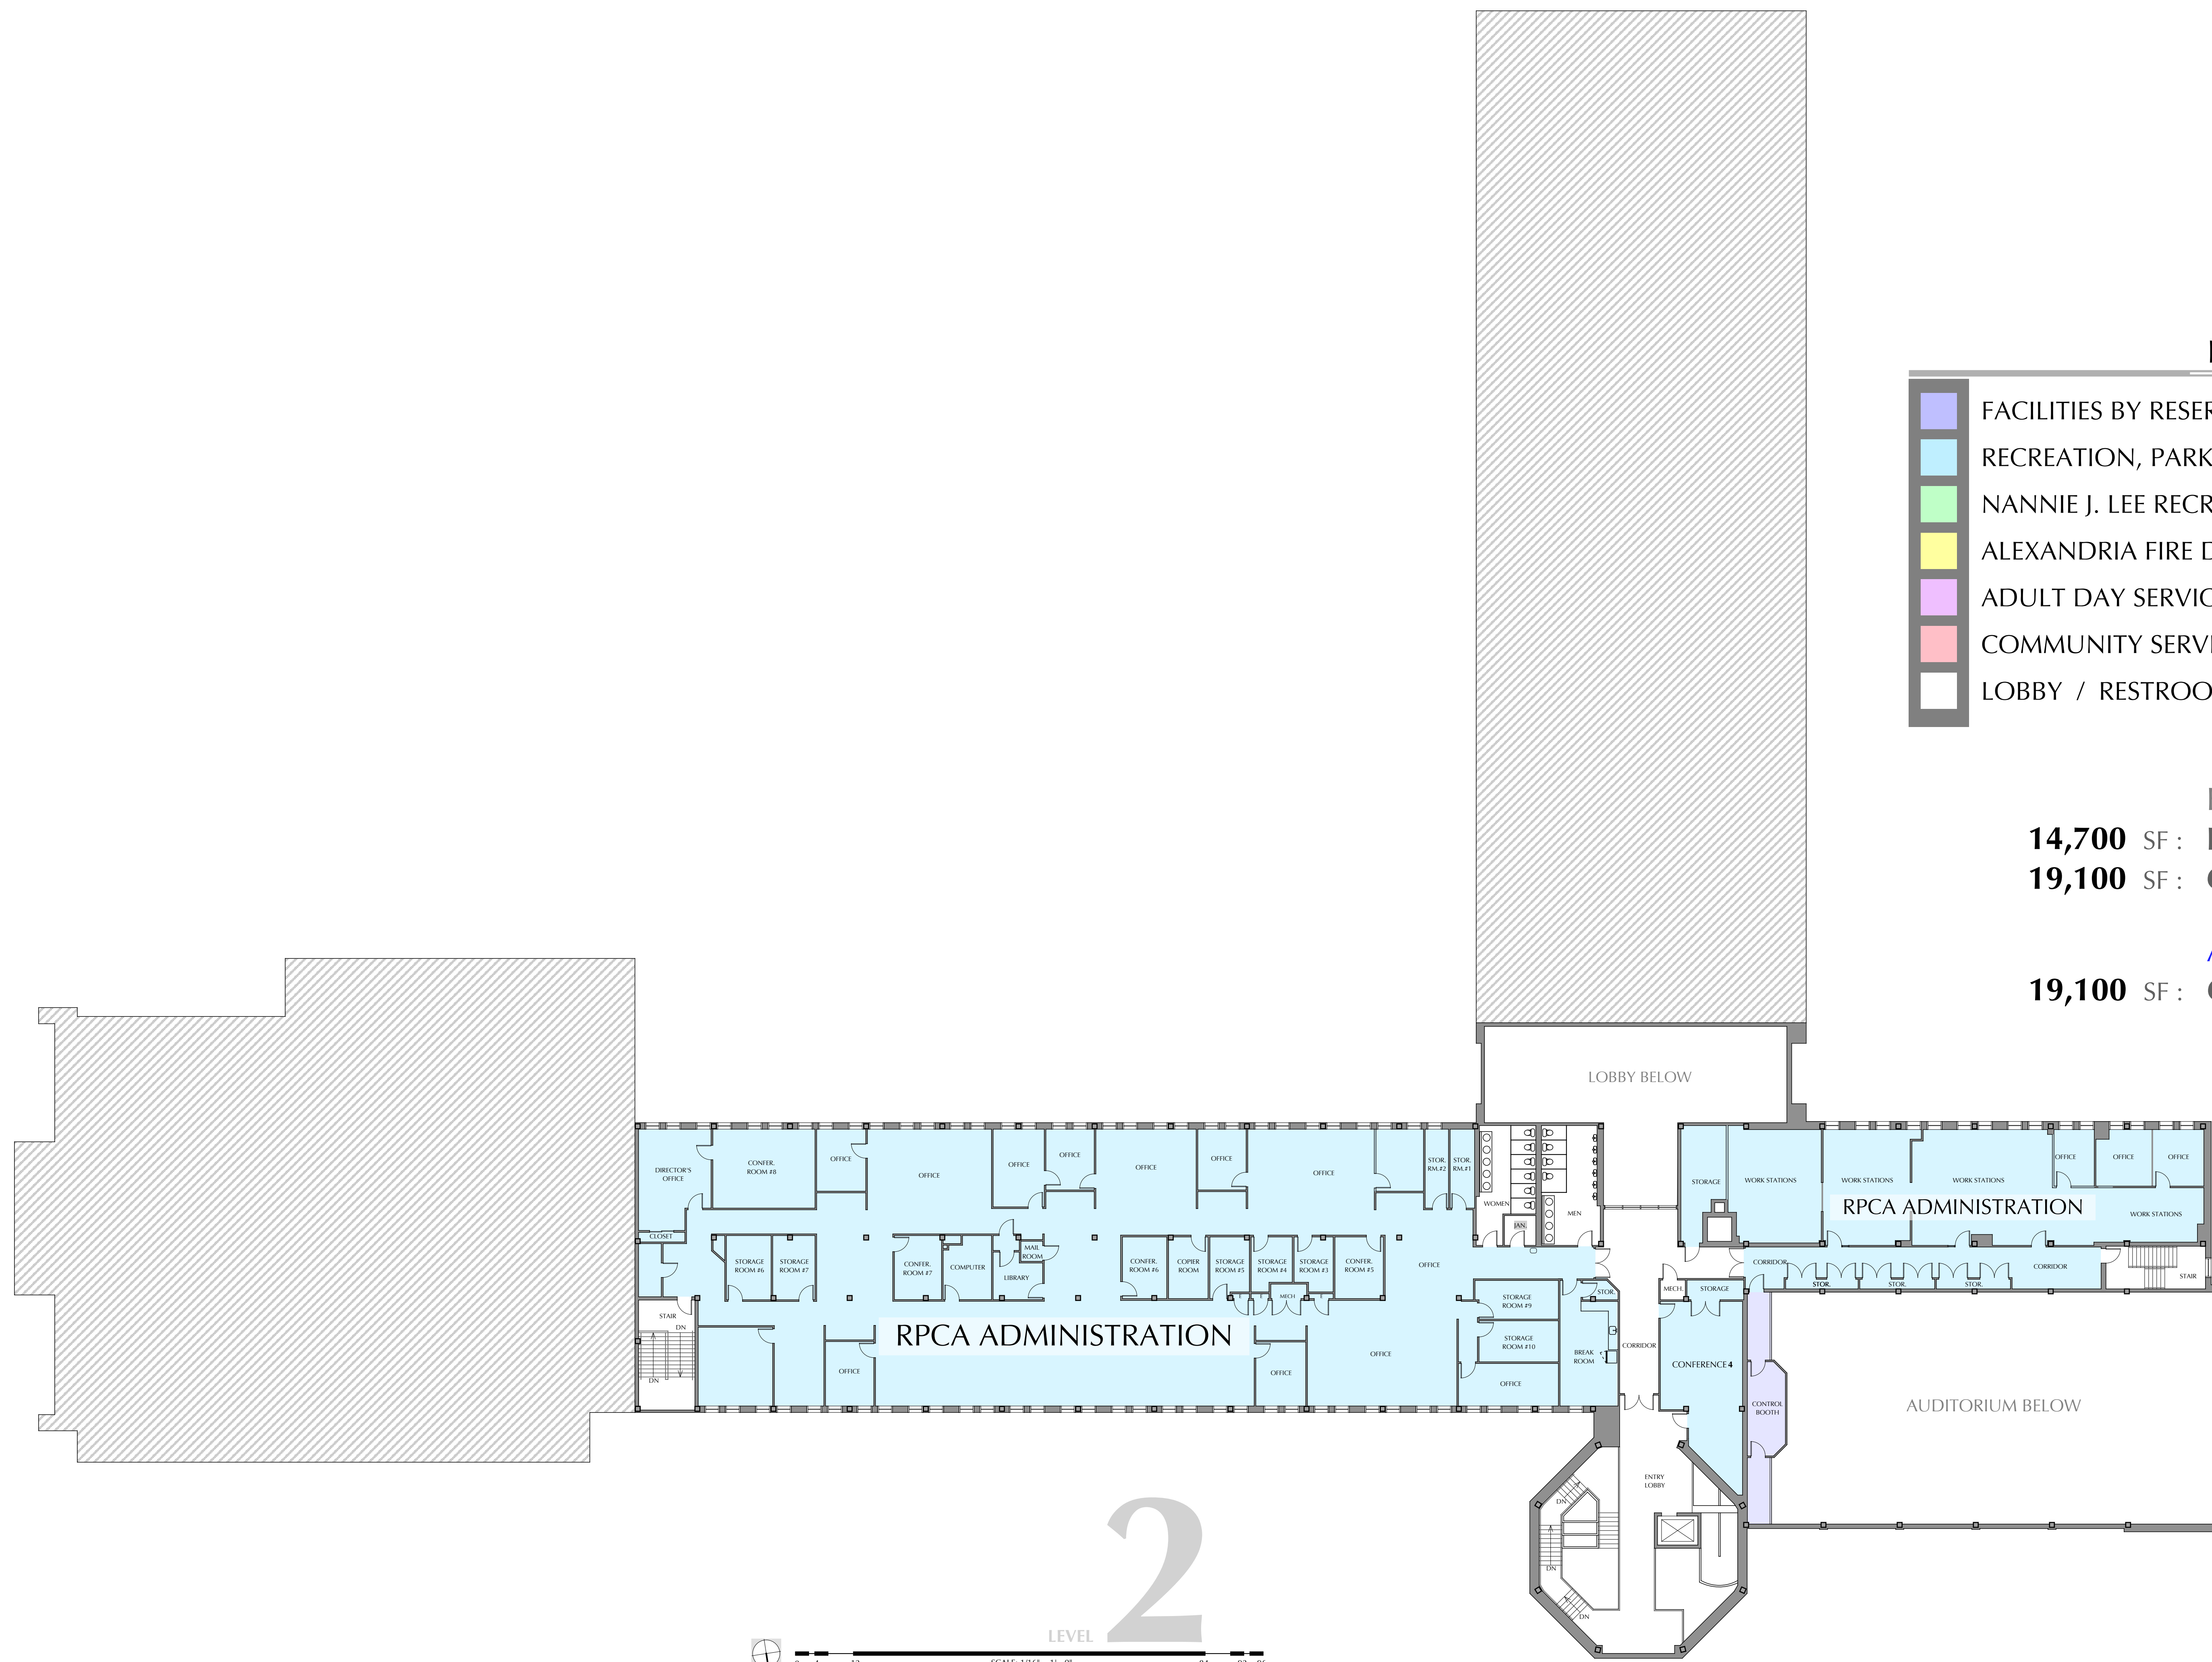 FACILITIES BY RESER
RECREATION, PARK
NANNIE J. LEE RECR
ALEXANDRIA FIRE D
ADULT DAY SERVIC
COMMUNITY SERVI
LOBBY / RESTROO
14,700 SF :
19,100 SF :
19,100 SF :
LOBBY BELOW
DIRECTOR'S
OFFICE
CONFER.
ROOM #8
OFFICE
OFFICE
OFFICE
OFFICE
OFFICE
OFFICE
OFFICE
STOR.
RM.#2
STOR.
RM.#1
WOMEN
JAN.
MEN
STORAGE
WORK STATIONS
WORK STATIONS
WORK STATIONS
OFFICE
OFFICE
OFFICE
RPCA ADMINISTRATION
WORK STATIONS
CLOSET
STORAGE
ROOM #6
STORAGE
ROOM #7
CONFER.
ROOM #7
COMPUTER
MAIL
ROOM
LIBRARY
CONFER.
ROOM #6
COPIER
ROOM
STORAGE
ROOM #5
STORAGE
ROOM #4
STORAGE
ROOM #3
CONFER.
ROOM #5
OFFICE
MECH
CORRIDOR
CORRIDOR
STOR.
STOR.
STOR.
STAIR
STORAGE
ROOM #9
STOR.
MECH.
STORAGE
STAIR
DN
DN
RPCA ADMINISTRATION
OFFICE
OFFICE
OFFICE
STORAGE
ROOM #10
OFFICE
BREAK
ROOM
CORRIDOR
CONFERENCE 4
CONTROL
BOOTH
AUDITORIUM BELOW
ENTRY
LOBBY
DN
DN
DN
LEVEL 2